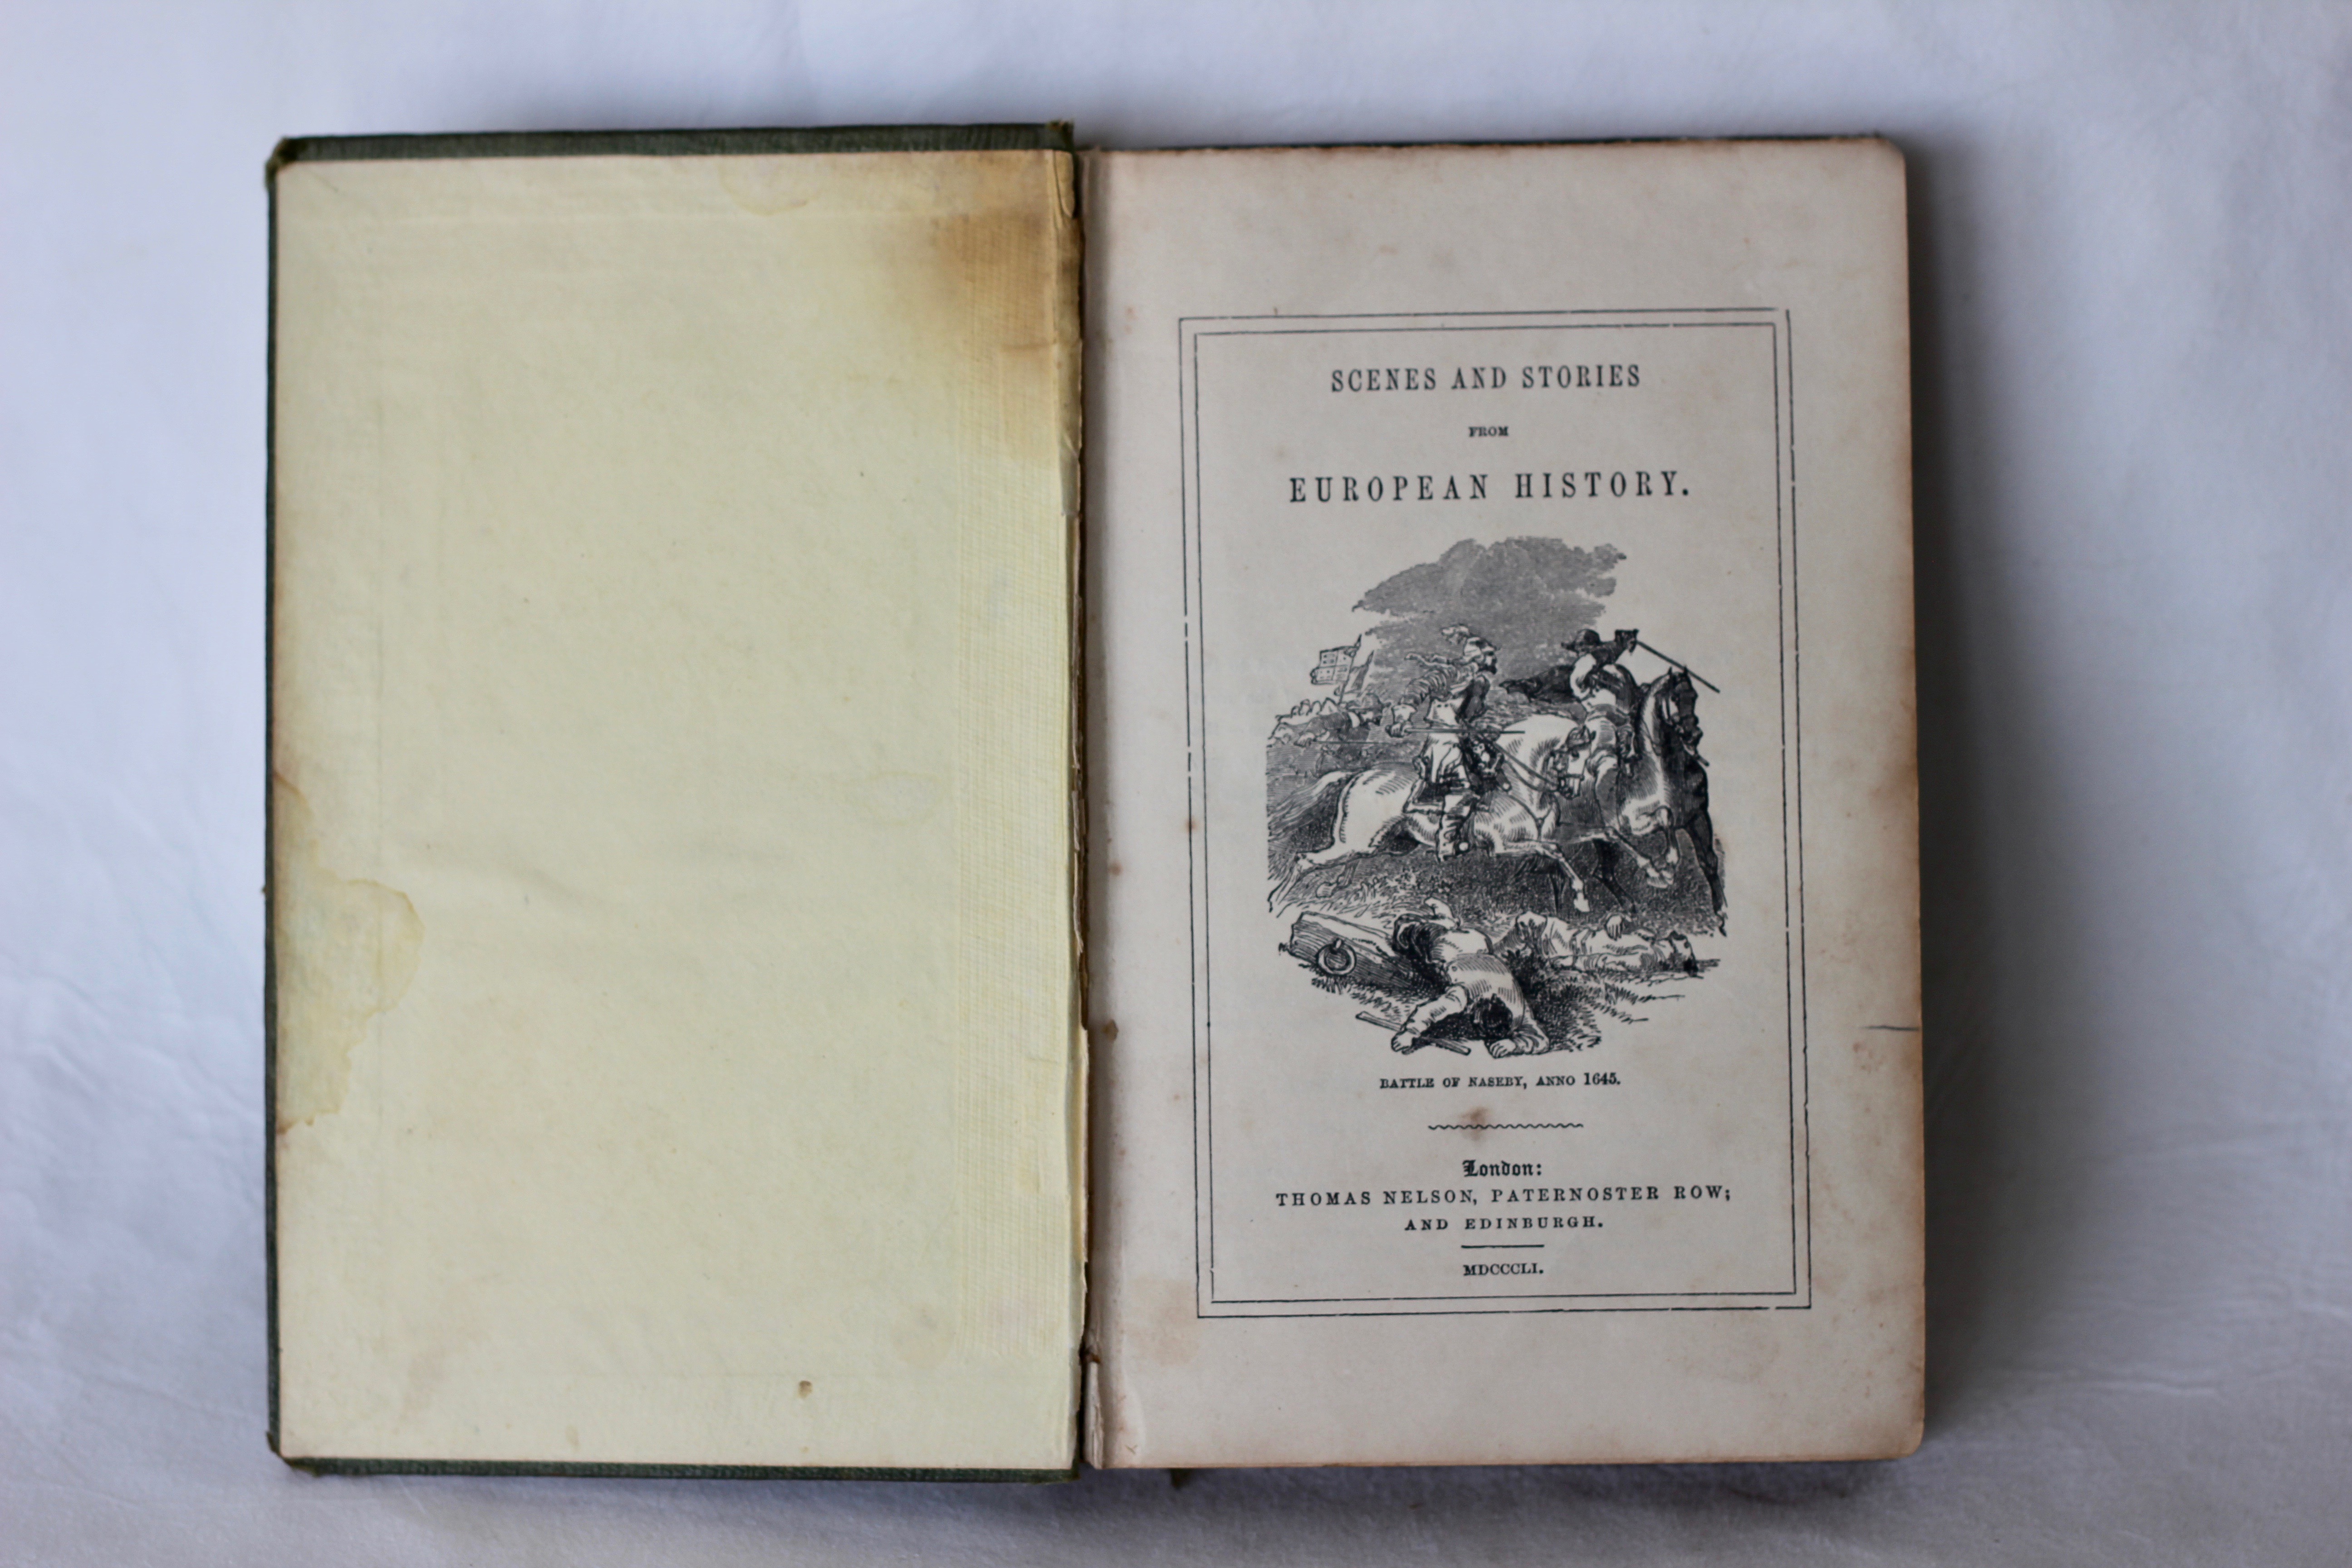 SCENES AND STORIES
FROM
EUROPEAN HISTORY.
BATTLE OF NASEBY, ANNO 1645.
London:
THOMAS NELSON, PATERNOSTER ROW;
AND EDINBURGH.
MDCCCLI.